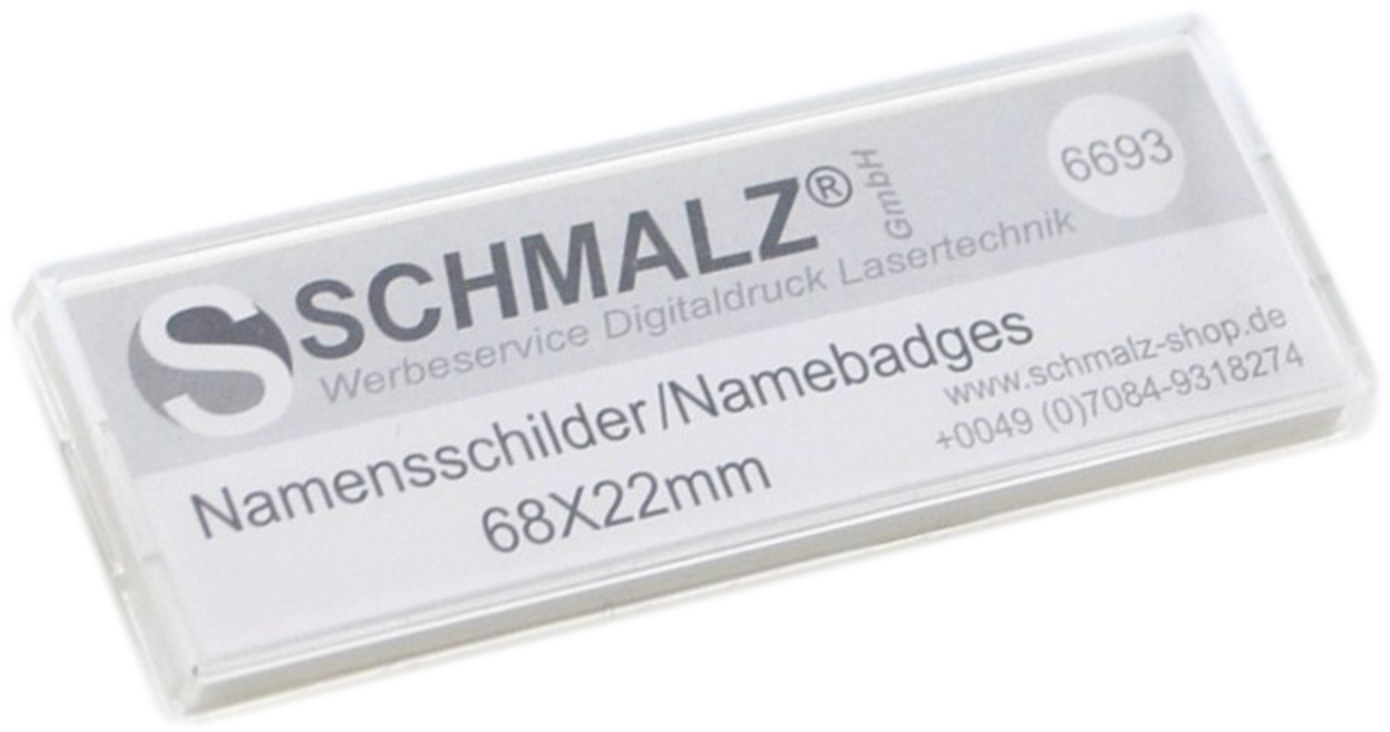 SCHMALZ® GmbH
6693
Werbeservice Digitaldruck Lasertechnik
Namensschilder/Namebadges
68X22mm
www.schmalz-shop.de
+0049 (0)7084-9318274